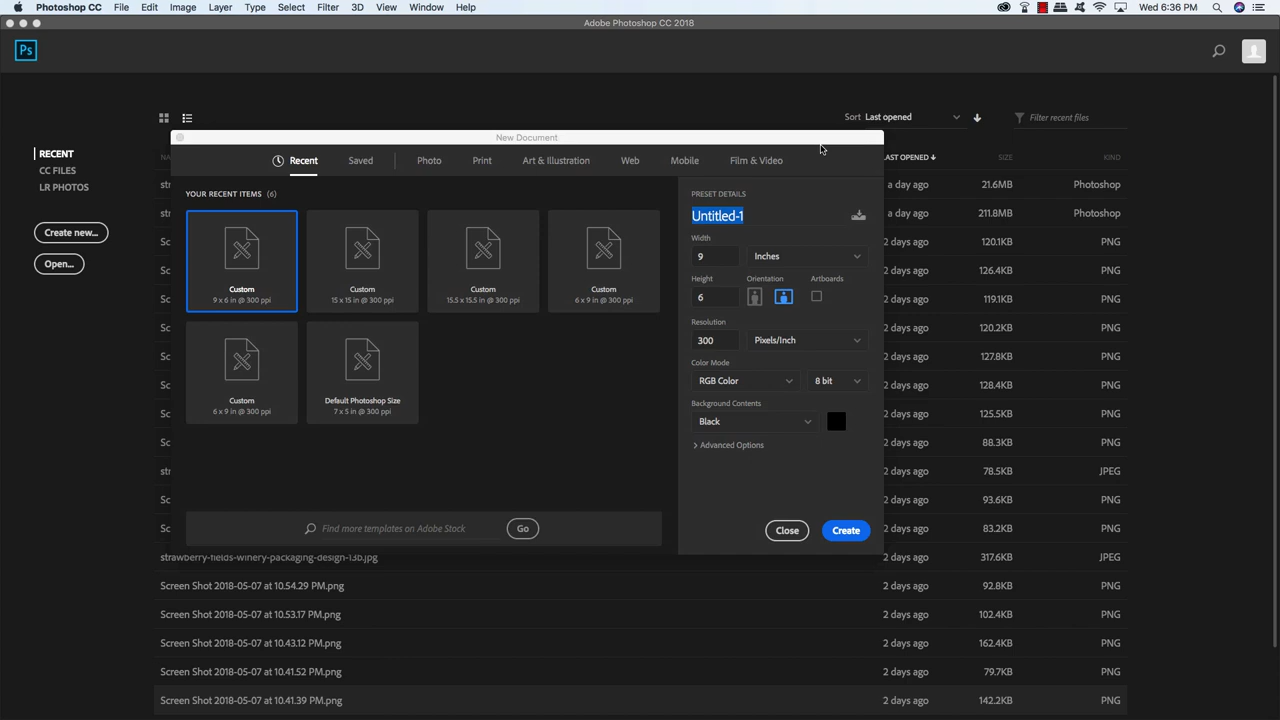 Photoshop CC File Edit Image Layer Type Select Filter 3D View Window Help Wed 6:36 PM
Adobe Photoshop CC 2018
Ps
Sort Last opened Filter recent files
New Document
RECENT
CC FILES
LR PHOTOS
Create new...
Open...
Recent Saved Photo Print Art & Illustration Web Mobile Film & Video
YOUR RECENT ITEMS (6)
Custom
9 x 6 in @ 300 ppi
Custom
15 x 15 in @ 300 ppi
Custom
15.5 x 15.5 in @ 300 ppi
Custom
6 x 9 in @ 300 ppi
Custom
6 x 9 in @ 300 ppi
Default Photoshop Size
7 x 5 in @ 300 ppi
Find more templates on Adobe Stock Go
PRESET DETAILS
Untitled-1
Width
9 Inches
Height Orientation Artboards
6
Resolution
300 Pixels/Inch
Color Mode
RGB Color 8 bit
Background Contents
Black
Advanced Options
Close Create
LAST OPENED SIZE KIND
a day ago 21.6MB Photoshop
a day ago 211.8MB Photoshop
2 days ago 120.1KB PNG
2 days ago 126.4KB PNG
2 days ago 119.1KB PNG
2 days ago 120.2KB PNG
2 days ago 127.8KB PNG
2 days ago 128.4KB PNG
2 days ago 125.5KB PNG
2 days ago 88.3KB PNG
2 days ago 78.5KB JPEG
2 days ago 93.6KB PNG
2 days ago 83.2KB PNG
strawberry-fields-winery-packaging-design-13b.jpg 2 days ago 317.6KB JPEG
Screen Shot 2018-05-07 at 10.54.29 PM.png 2 days ago 92.8KB PNG
Screen Shot 2018-05-07 at 10.53.17 PM.png 2 days ago 102.4KB PNG
Screen Shot 2018-05-07 at 10.43.12 PM.png 2 days ago 162.4KB PNG
Screen Shot 2018-05-07 at 10.41.52 PM.png 2 days ago 79.7KB PNG
Screen Shot 2018-05-07 at 10.41.39 PM.png 2 days ago 142.2KB PNG